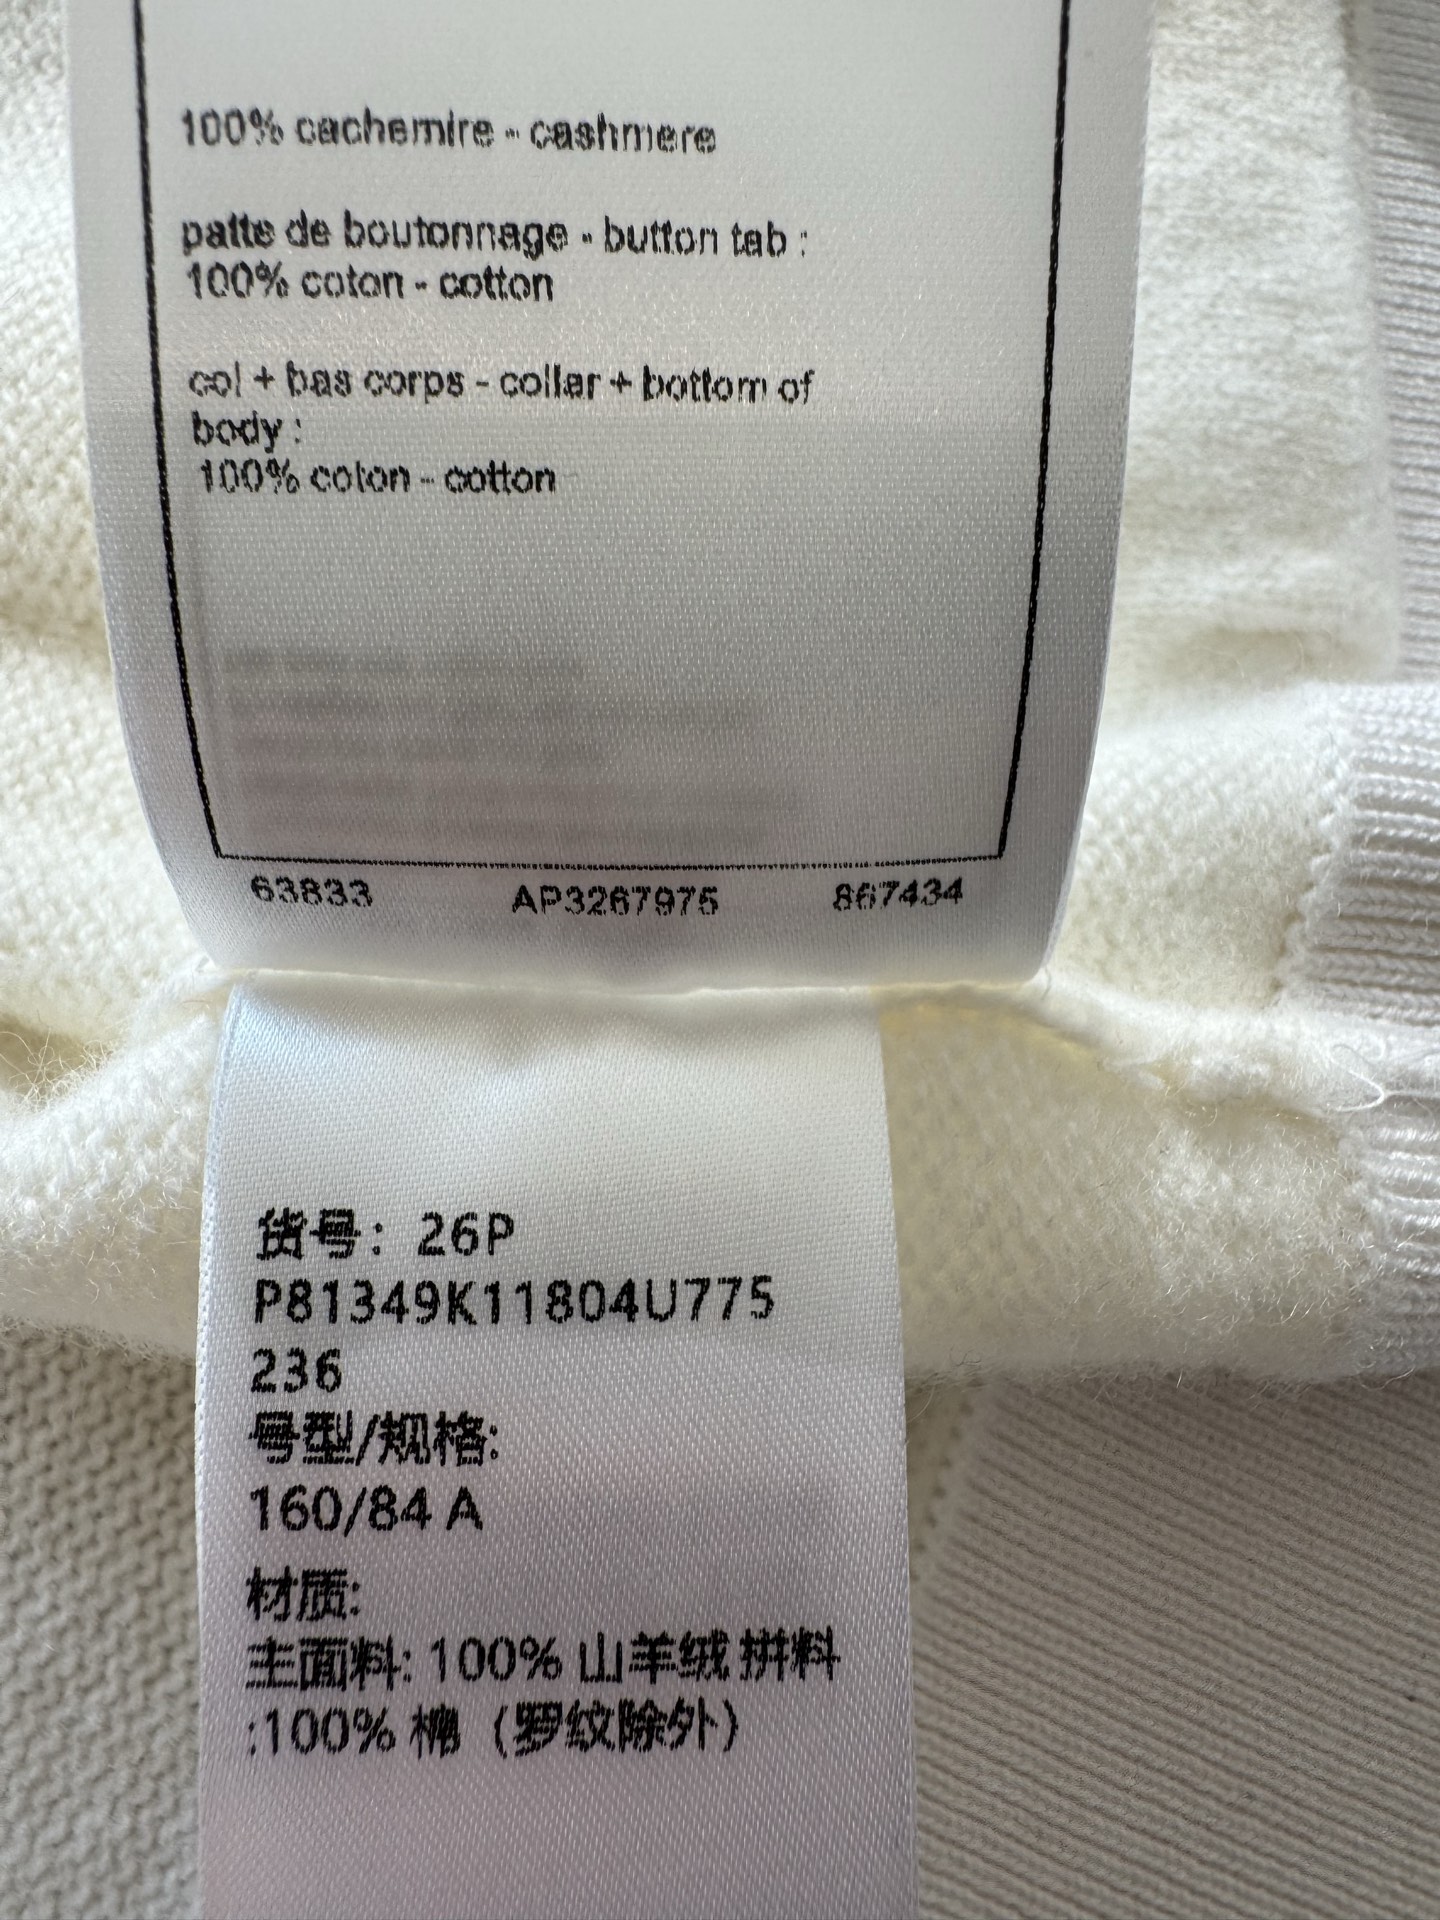 100% cachemire - cashmere
patte de boutonnage - button tab :
100% coton - cotton
col + bas corps - collar + bottom of
body :
100% coton - cotton
63833 AP3267975 867434
货号: 26P
P81349K11804U775
236
号型/规格:
160/84 A
材质:
主面料: 100% 山羊绒 拼料
:100% 棉 (罗纹除外)